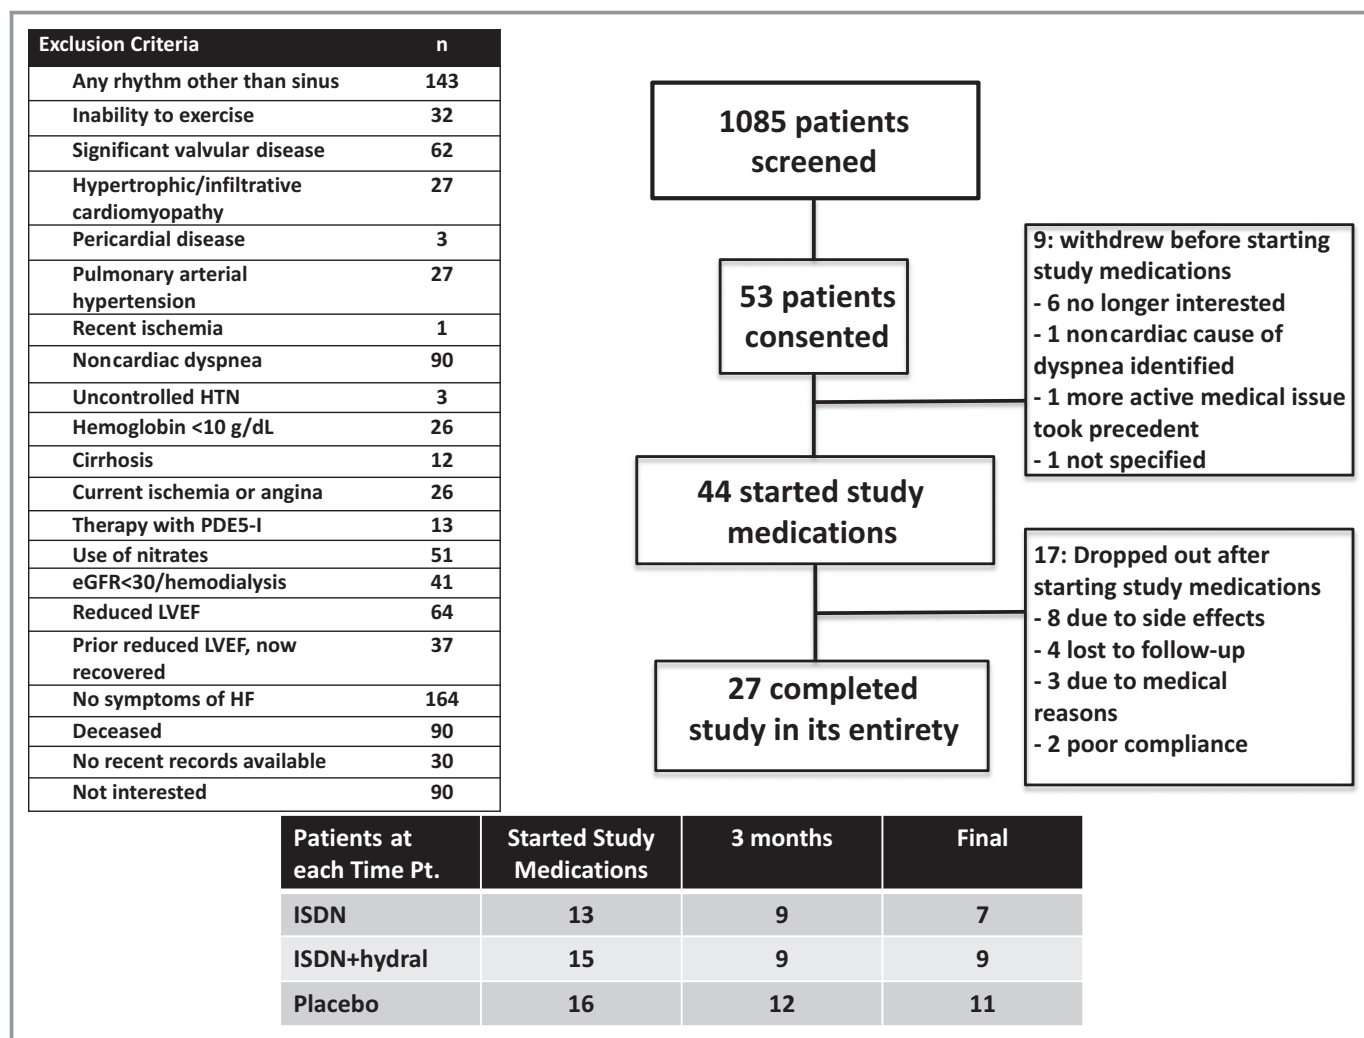 Exclusion Criteria n
Any rhythm other than sinus 143
Inability to exercise 32
Significant valvular disease 62
Hypertrophic/infiltrative 27
cardiomyopathy
Pericardial disease 3
Pulmonary arterial 27
hypertension
Recent ischemia 1
Noncardiac dyspnea 90
Uncontrolled HTN 3
Hemoglobin <10 g/dL 26
Cirrhosis 12
Current ischemia or angina 26
Therapy with PDE5-I 13
Use of nitrates 51
eGFR<30/hemodialysis 41
Reduced LVEF 64
Prior reduced LVEF, now 37
recovered
No symptoms of HF 164
Deceased 90
No recent records available 30
Not interested 90
1085 patients
screened
53 patients
consented
9: withdrew before starting
study medications
- 6 no longer interested
- 1 noncardiac cause of
dyspnea identified
- 1 more active medical issue
took precedent
- 1 not specified
44 started study
medications
17: Dropped out after
starting study medications
- 8 due to side effects
- 4 lost to follow-up
- 3 due to medical
reasons
- 2 poor compliance
27 completed
study in its entirety
Patients at Started Study 3 months Final
each Time Pt. Medications
ISDN 13 9 7
ISDN+hydral 15 9 9
Placebo 16 12 11